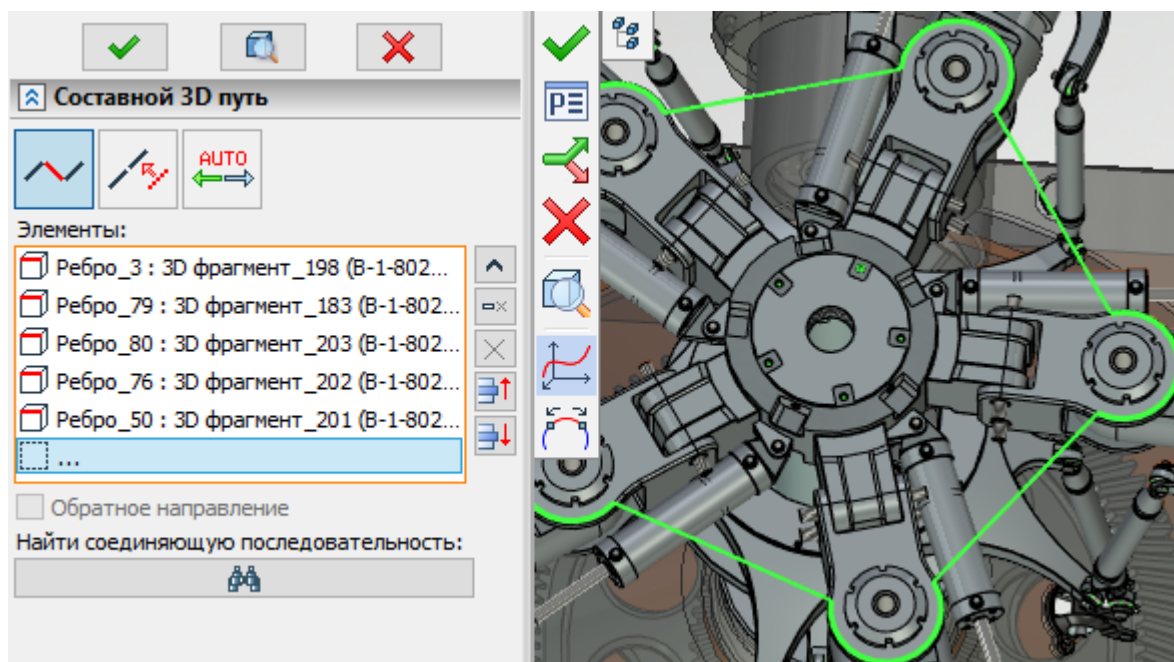 Составной 3D путь
AUTO
Элементы:
Ребро_3 : 3D фрагмент_198 (В-1-802...
Ребро_79 : 3D фрагмент_183 (В-1-802...
Ребро_80 : 3D фрагмент_203 (В-1-802...
Ребро_76 : 3D фрагмент_202 (В-1-802...
Ребро_50 : 3D фрагмент_201 (В-1-802...
...
Обратное направление
Найти соединяющую последовательность:
P